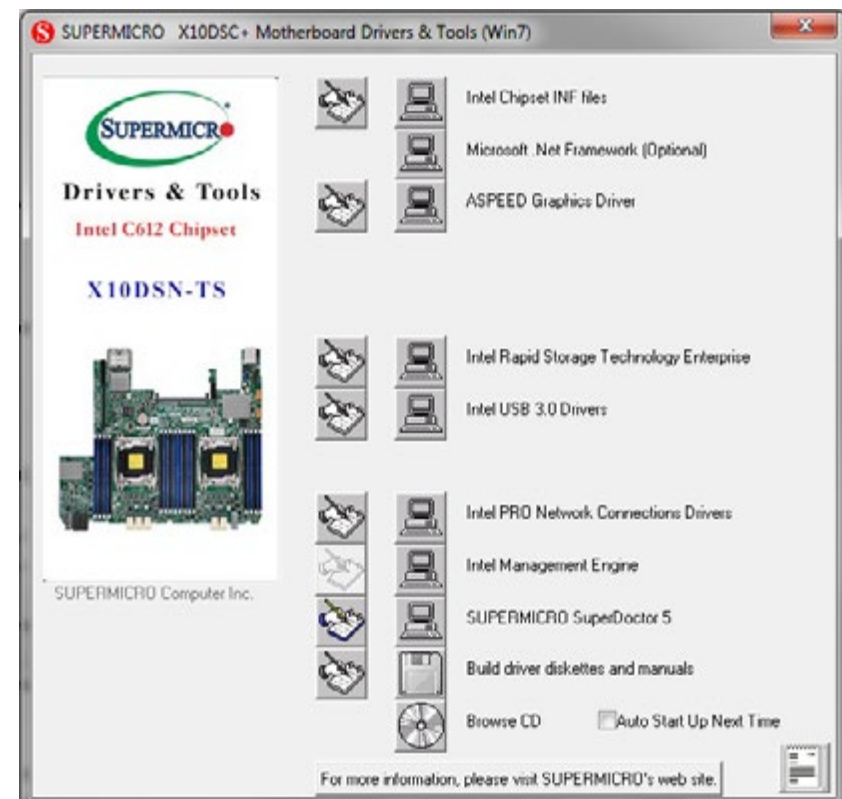 SUPERMICRO X10DSC+ Motherboard Drivers & Tools (Win7)
SUPERMICR
Drivers & Tools
Intel C612 Chipset
X10DSN-TS
SUPERMICRO Computer Inc.
Intel Chipset INF files
Microsoft .Net Framework (Optional)
ASPEED Graphics Driver
Intel Rapid Storage Technology Enterprise
Intel USB 3.0 Drivers
Intel PRO Network Connections Drivers
Intel Management Engine
SUPERMICRO SuperDoctor 5
Build driver diskettes and manuals
Browse CD
Auto Start Up Next Time
For more information, please visit SUPERMICRO's web site.